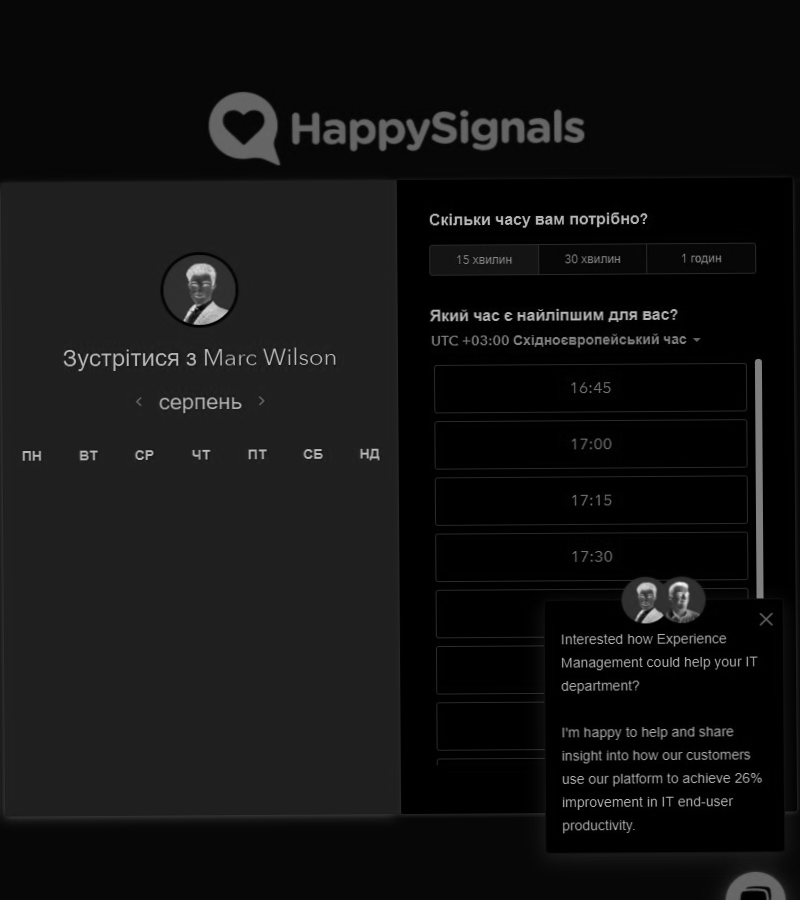 HappySignals
Зустрітися з Marc Wilson
серпень
ПН ВТ СР ЧТ ПТ СБ НД
Скільки часу вам потрібно?
15 хвилин 30 хвилин 1 годин
Який час є найліпшим для вас?
UTC +03:00 Східноєвропейський час
16:45
17:00
17:15
17:30
Interested how Experience
Management could help your IT
department?
I'm happy to help and share
insight into how our customers
use our platform to achieve 26%
improvement in IT end-user
productivity.